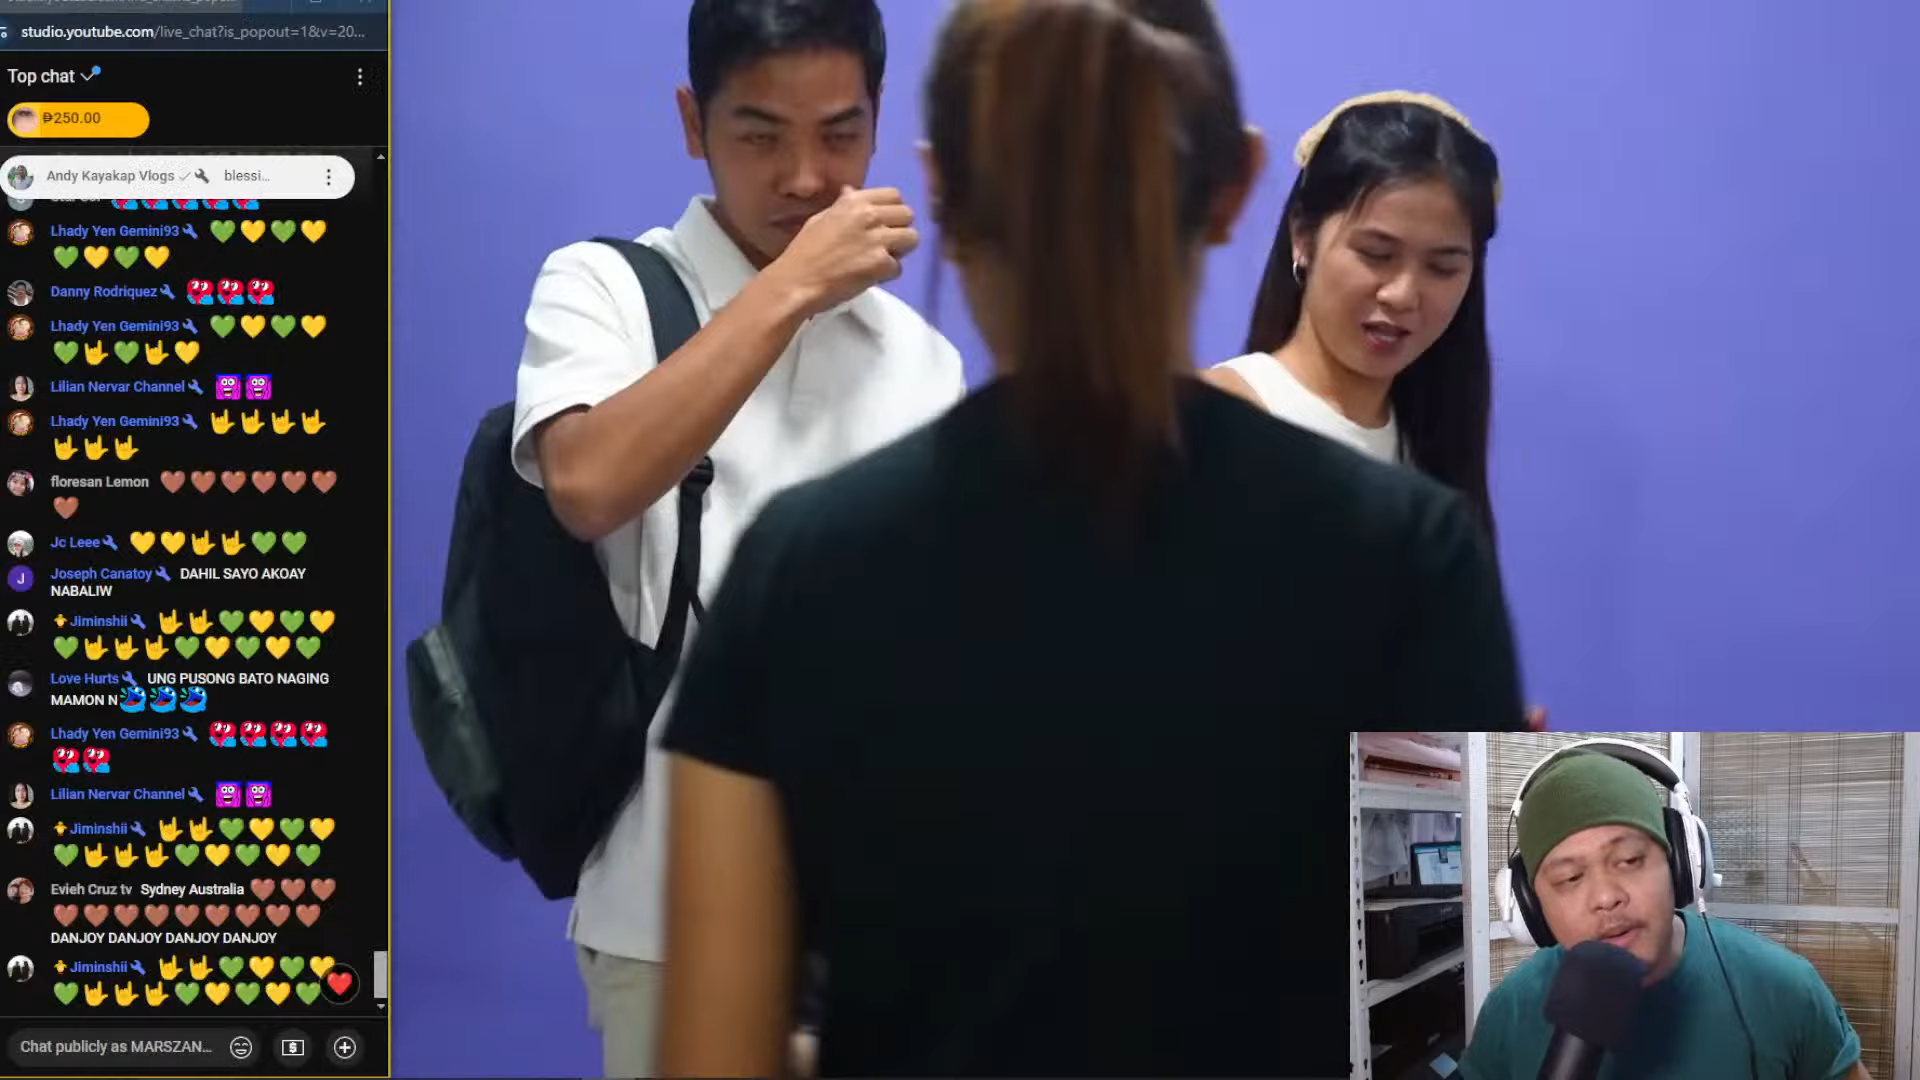 studio.youtube.com/live_chat?is_popout=1&v=20...
Top chat
₱250.00
Andy Kayakap Vlogs blessi...
Lhady Yen Gemini93 💚💛💚💛
💚💛💚💛
Danny Rodriquez
Lhady Yen Gemini93 💚💛💚💛
💚🤟💚🤟💛
Lilian Nervar Channel
Lhady Yen Gemini93 🤟🤟🤟🤟
🤟🤟🤟
floresan Lemon 🤎🤎🤎🤎🤎🤎
🤎
Jc Leee 💛💛🤟🤟💚💚
J Joseph Canatoy DAHIL SAYO AKOAY
NABALIW
Jiminshii 🤟🤟💚💛💚💛
💚🤟🤟🤟💚💛💚💛💚
Love Hurts UNG PUSONG BATO NAGING
MAMON N
Lhady Yen Gemini93
Lilian Nervar Channel
Jiminshii 🤟🤟💚💛💚💛
💚🤟🤟🤟💚💛💚💛💚
Evieh Cruz tv Sydney Australia 🤎🤎🤎
🤎🤎🤎🤎🤎🤎🤎🤎🤎
DANJOY DANJOY DANJOY DANJOY
Jiminshii 🤟🤟💚💛💚💛
💚🤟🤟🤟💚💛💚💛💚
Chat publicly as MARSZAN...